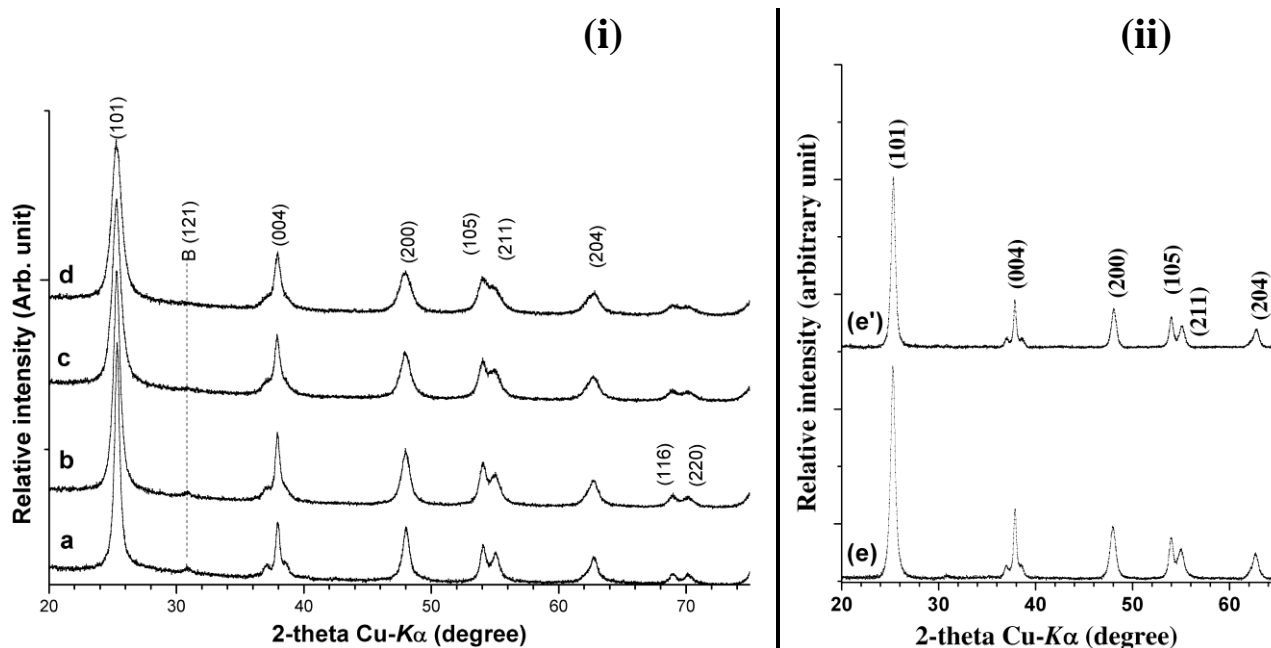 (i)
Relative intensity (Arb. unit)
(101)
B (121)
(004)
(200)
(105)
(211)
(204)
(116)
(220)
d
c
b
a
20 30 40 50 60 70
2-theta Cu-Kα (degree)
(ii)
Relative intensity (arbitrary unit)
(101)
(004)
(200)
(105)
(211)
(204)
(e')
(e)
20 30 40 50 60
2-theta Cu-Kα (degree)